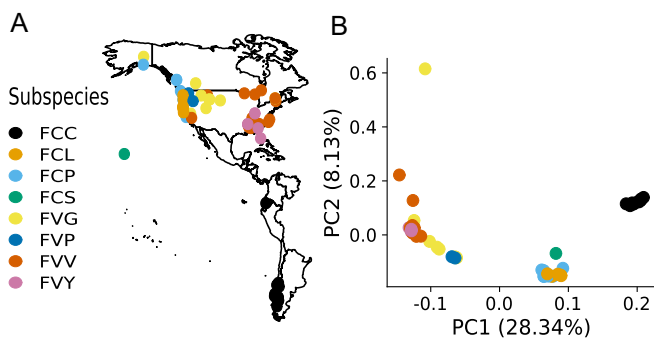 A
Subspecies
FCC
FCL
FCP
FCS
FVG
FVP
FVV
FVY
B
PC2 (8.13%)
0.6
0.4
0.2
0.0
-0.1
0.0
0.1
0.2
PC1 (28.34%)